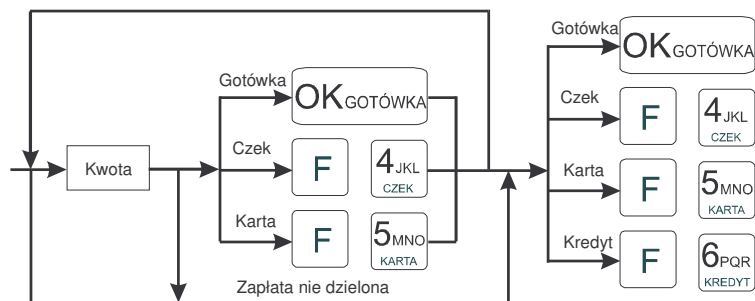 Gotówka
OK GOTÓWKA
Czek
F
4 JKL
CZEK
Kwota
Karta
F
5 MNO
KARTA
Zapłata nie dzielona
Gotówka
OK GOTÓWKA
Czek
F
4 JKL
CZEK
Karta
F
5 MNO
KARTA
Kredyt
F
6 PQR
KREDYT